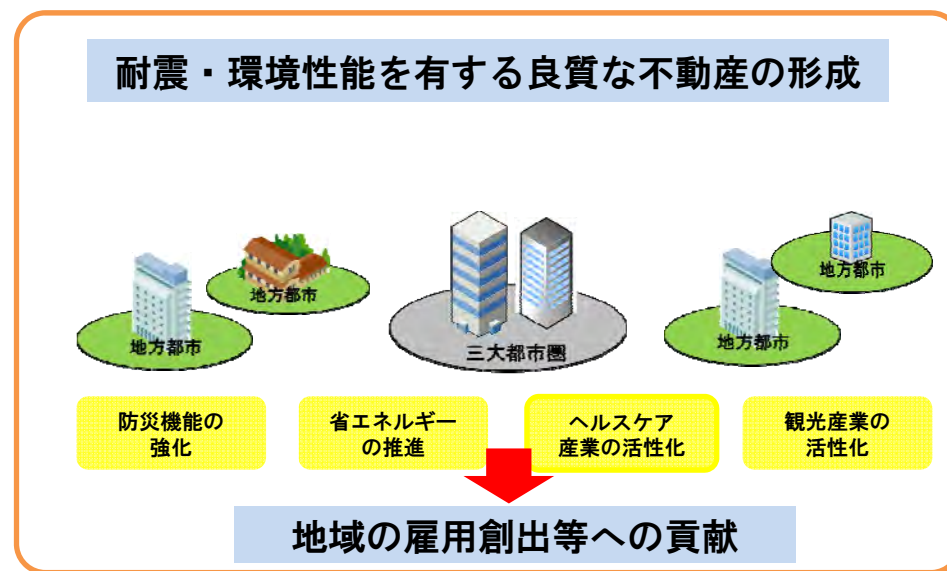 耐震・環境性能を有する良質な不動産の形成
地方都市
地方都市
三大都市圏
地方都市
地方都市
防災機能の
強化
省エネルギー
の推進
ヘルスケア
産業の活性化
観光産業の
活性化
地域の雇用創出等への貢献